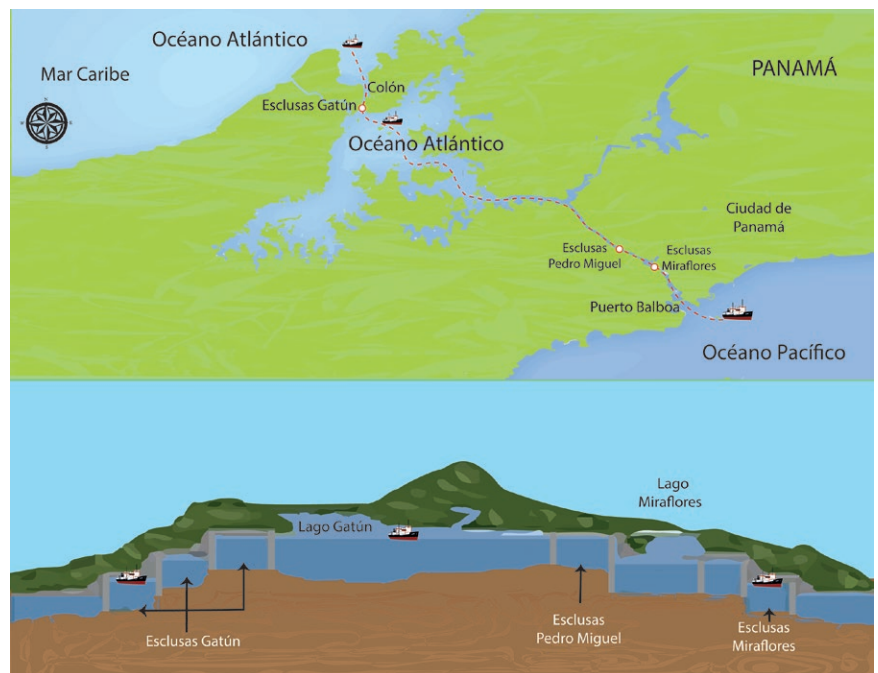 Océano Atlántico
Mar Caribe
PANAMÁ
Colón
Esclusas Gatún
Océano Atlántico
Ciudad de
Panamá
Esclusas
Pedro Miguel
Esclusas
Miraflores
Puerto Balboa
Océano Pacífico
Lago
Miraflores
Lago Gatún
Esclusas Gatún
Esclusas
Pedro Miguel
Esclusas
Miraflores